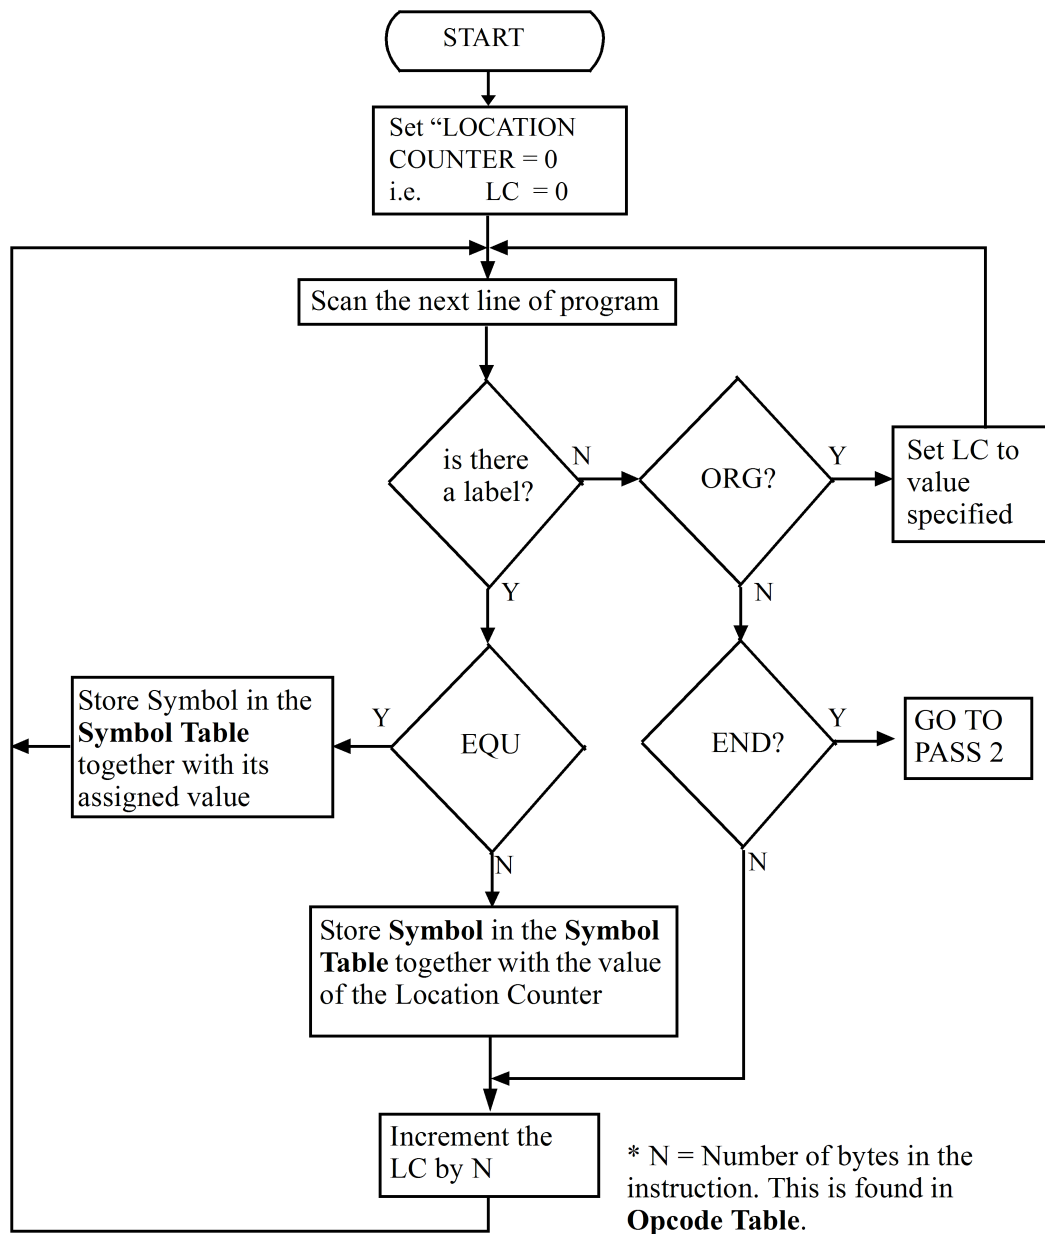 START
Set “LOCATION
COUNTER = 0
i.e. LC = 0
Scan the next line of program
is there
a label?
N
Y
ORG?
Y
N
Set LC to
value
specified
EQU
Y
N
Store Symbol in the
Symbol Table
together with its
assigned value
END?
Y
N
GO TO
PASS 2
Store Symbol in the Symbol
Table together with the value
of the Location Counter
Increment the
LC by N
* N = Number of bytes in the
instruction. This is found in
Opcode Table.